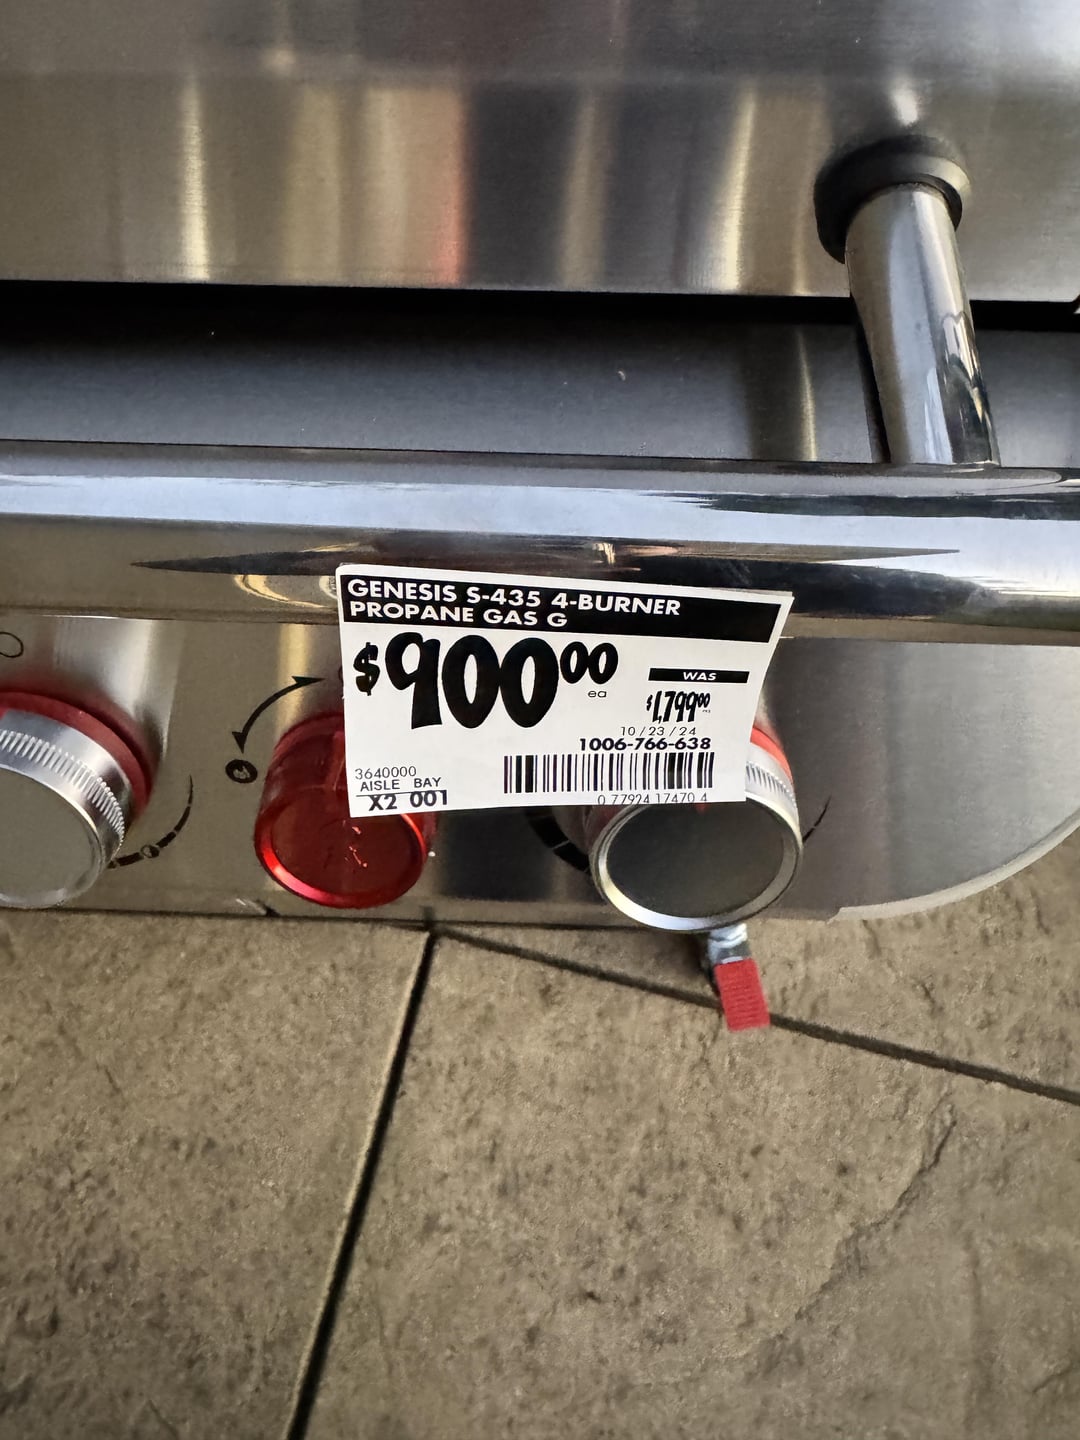 GENESIS S-435 4-BURNER
PROPANE GAS G
$900.00
ea
WAS
$1,799.00
10/23/24
1006-766-638
3640000
AISLE BAY
X2 001
0 77924 17470 4